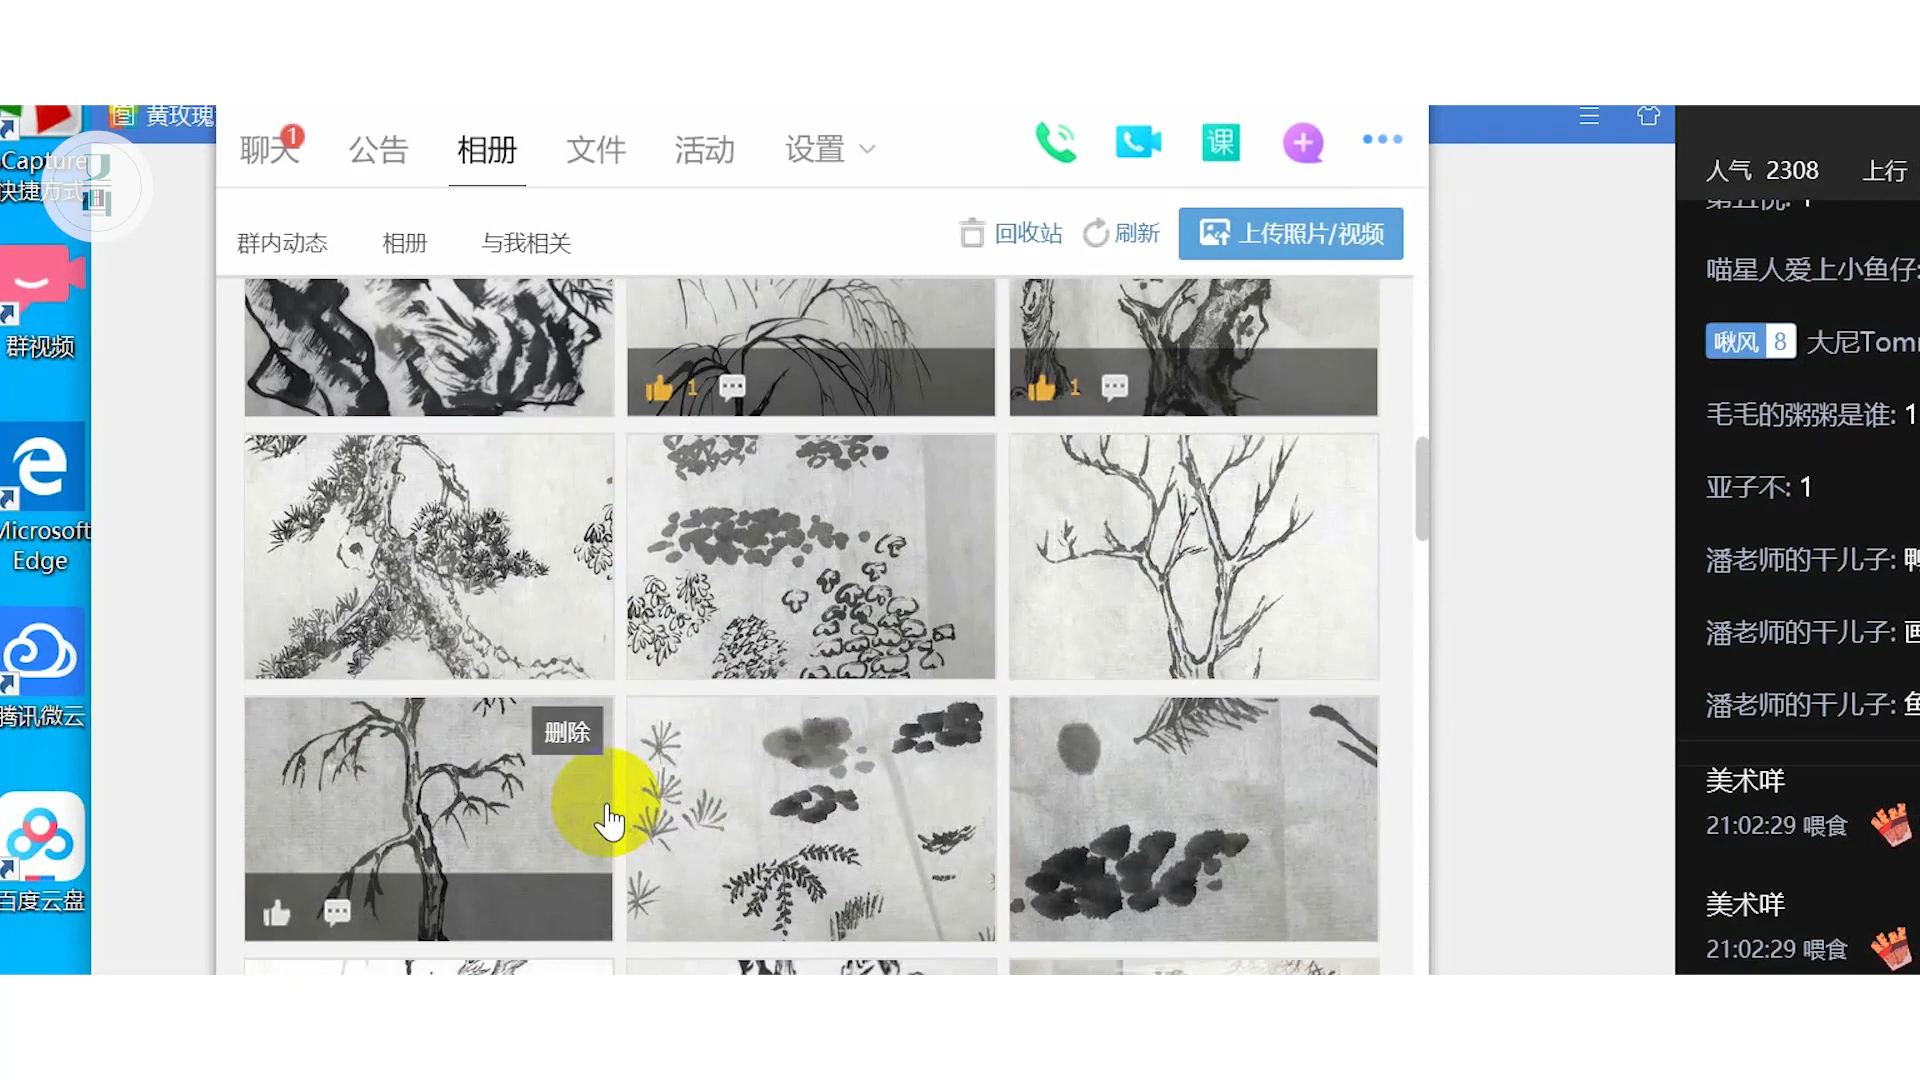 黄玫瑰
Capture
快捷方式
群视频
Microsoft
Edge
腾讯微云
百度云盘
聊天
1
公告
相册
文件
活动
设置
课
群内动态
相册
与我相关
回收站
刷新
上传照片/视频
1
1
删除
人气 2308
上行
喵星人爱上小鱼仔:
啾风 8 大尼Tom
毛毛的粥粥是谁: 1
亚子不: 1
潘老师的干儿子:
潘老师的干儿子:
潘老师的干儿子:
美术咩
21:02:29 喂食
美术咩
21:02:29 喂食